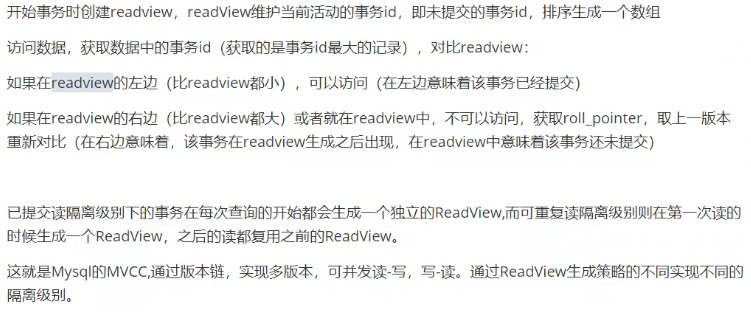 开始事务时创建readview，readView维护当前活动的事务id，即未提交的事务id，排序生成一个数组
访问数据，获取数据中的事务id（获取的是事务id最大的记录），对比readview：
如果在readview的左边（比readview都小），可以访问（在左边意味着该事务已经提交）
如果在readview的右边（比readview都大）或者就在readview中，不可以访问，获取roll_pointer，取上一版本
重新对比（在右边意味着，该事务在readview生成之后出现，在readview中意味着该事务还未提交）
已提交读隔离级别下的事务在每次查询的开始都会生成一个独立的ReadView,而可重复读隔离级别则在第一次读的
时候生成一个ReadView，之后的读都复用之前的ReadView。
这就是Mysql的MVCC,通过版本链，实现多版本，可并发读-写，写-读。通过ReadView生成策略的不同实现不同的
隔离级别。